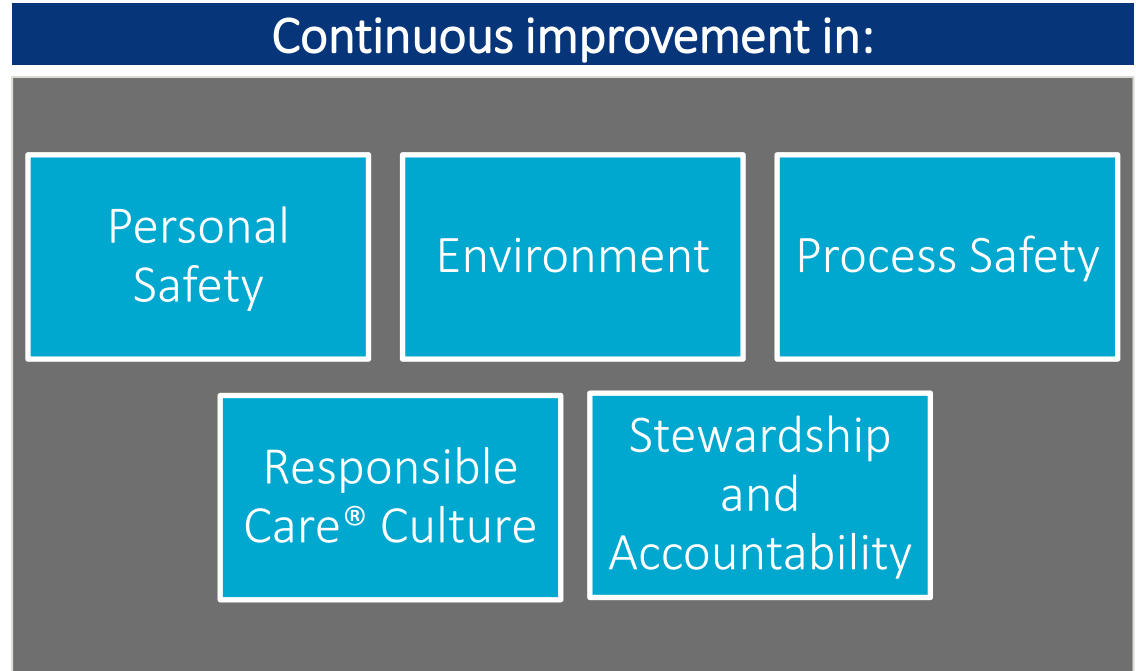 Continuous improvement in:
Personal
Safety
Environment
Process Safety
Responsible
Care® Culture
Stewardship
and
Accountability